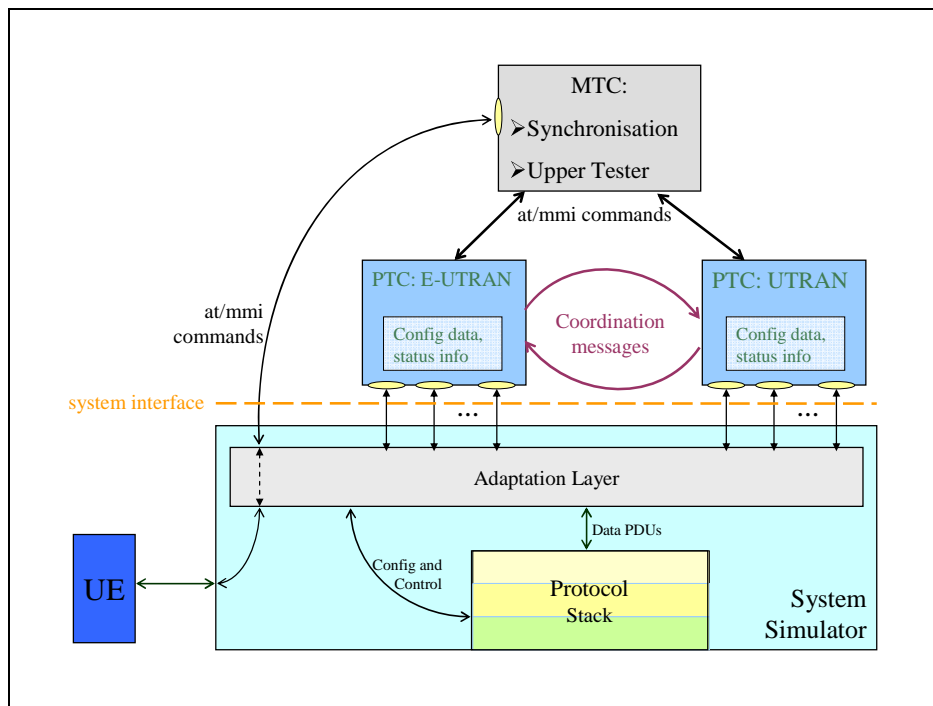 MTC:
➢Synchronisation
➢Upper Tester
at/mmi commands
PTC: E-UTRAN
PTC: UTRAN
Config data,
status info
Coordination
messages
Config data,
status info
at/mmi
commands
system interface
...
...
Adaptation Layer
Data PDUs
Config and
Control
UE
Protocol
Stack
System
Simulator